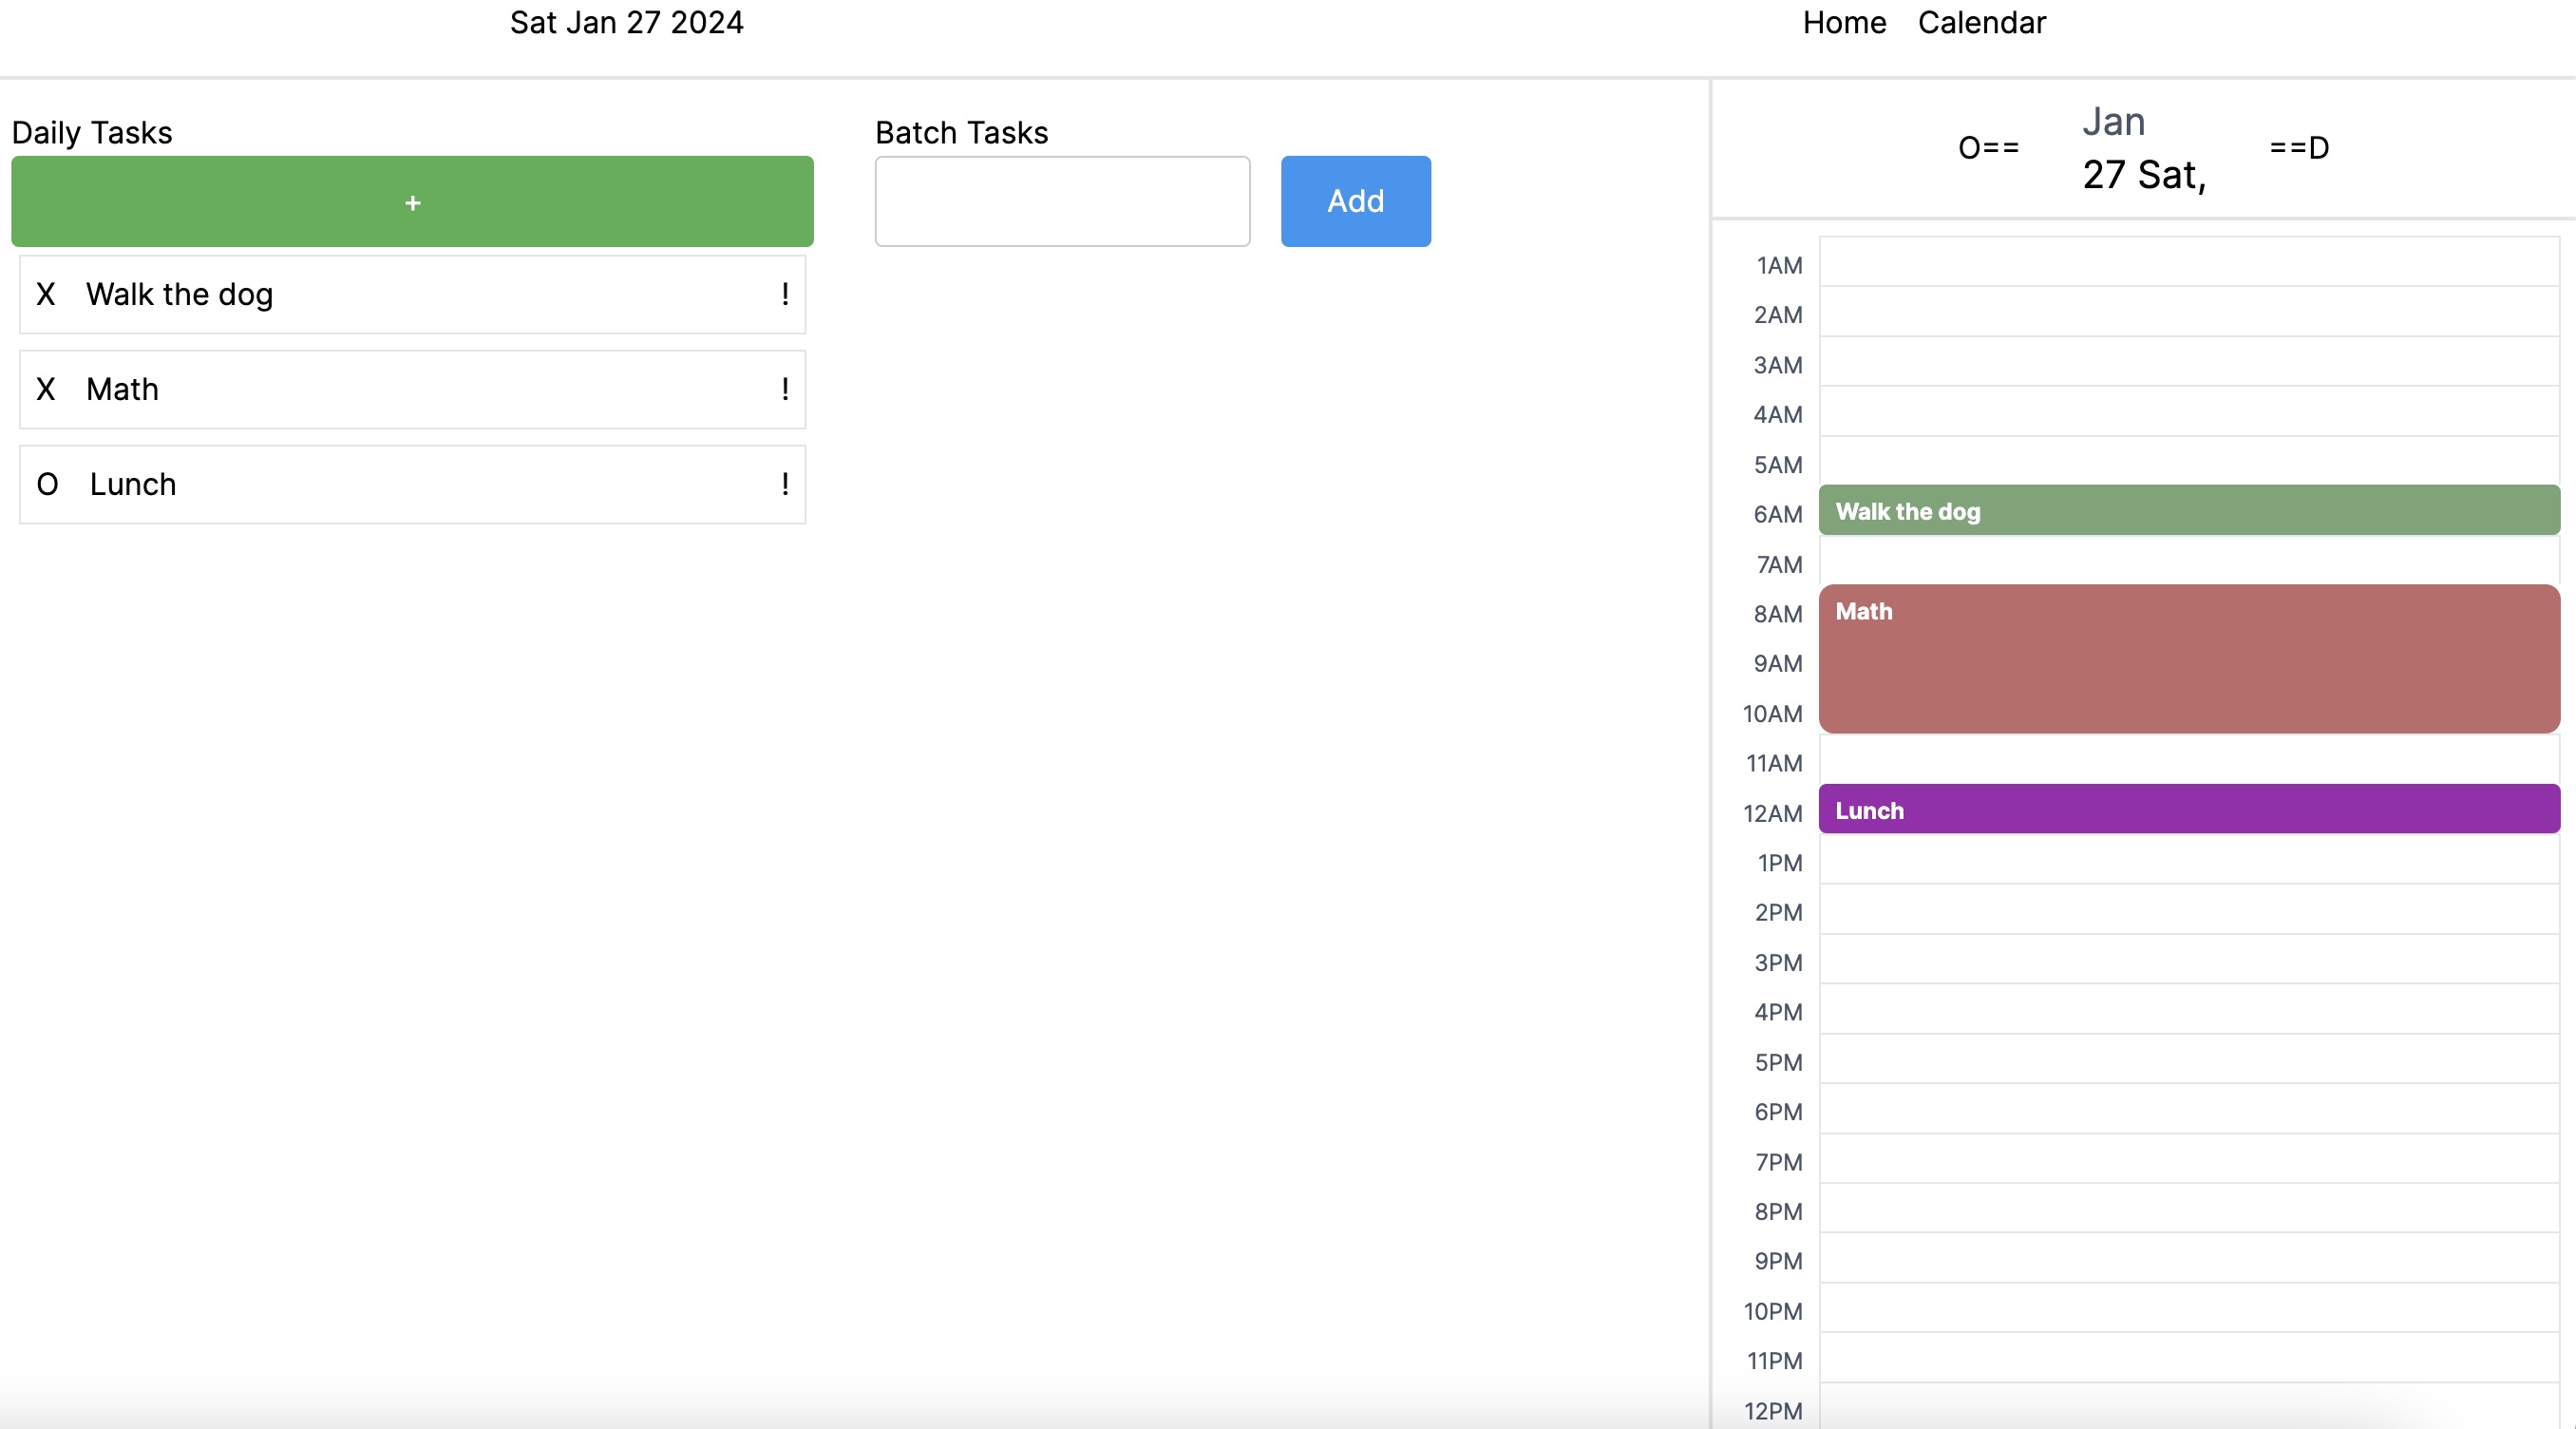 Sat Jan 27 2024
Home Calendar
Daily Tasks
+
X Walk the dog !
X Math !
O Lunch !
Batch Tasks
Add
O==
Jan
27 Sat,
==D
1AM
2AM
3AM
4AM
5AM
6AM Walk the dog
7AM
8AM Math
9AM
10AM
11AM
12AM Lunch
1PM
2PM
3PM
4PM
5PM
6PM
7PM
8PM
9PM
10PM
11PM
12PM